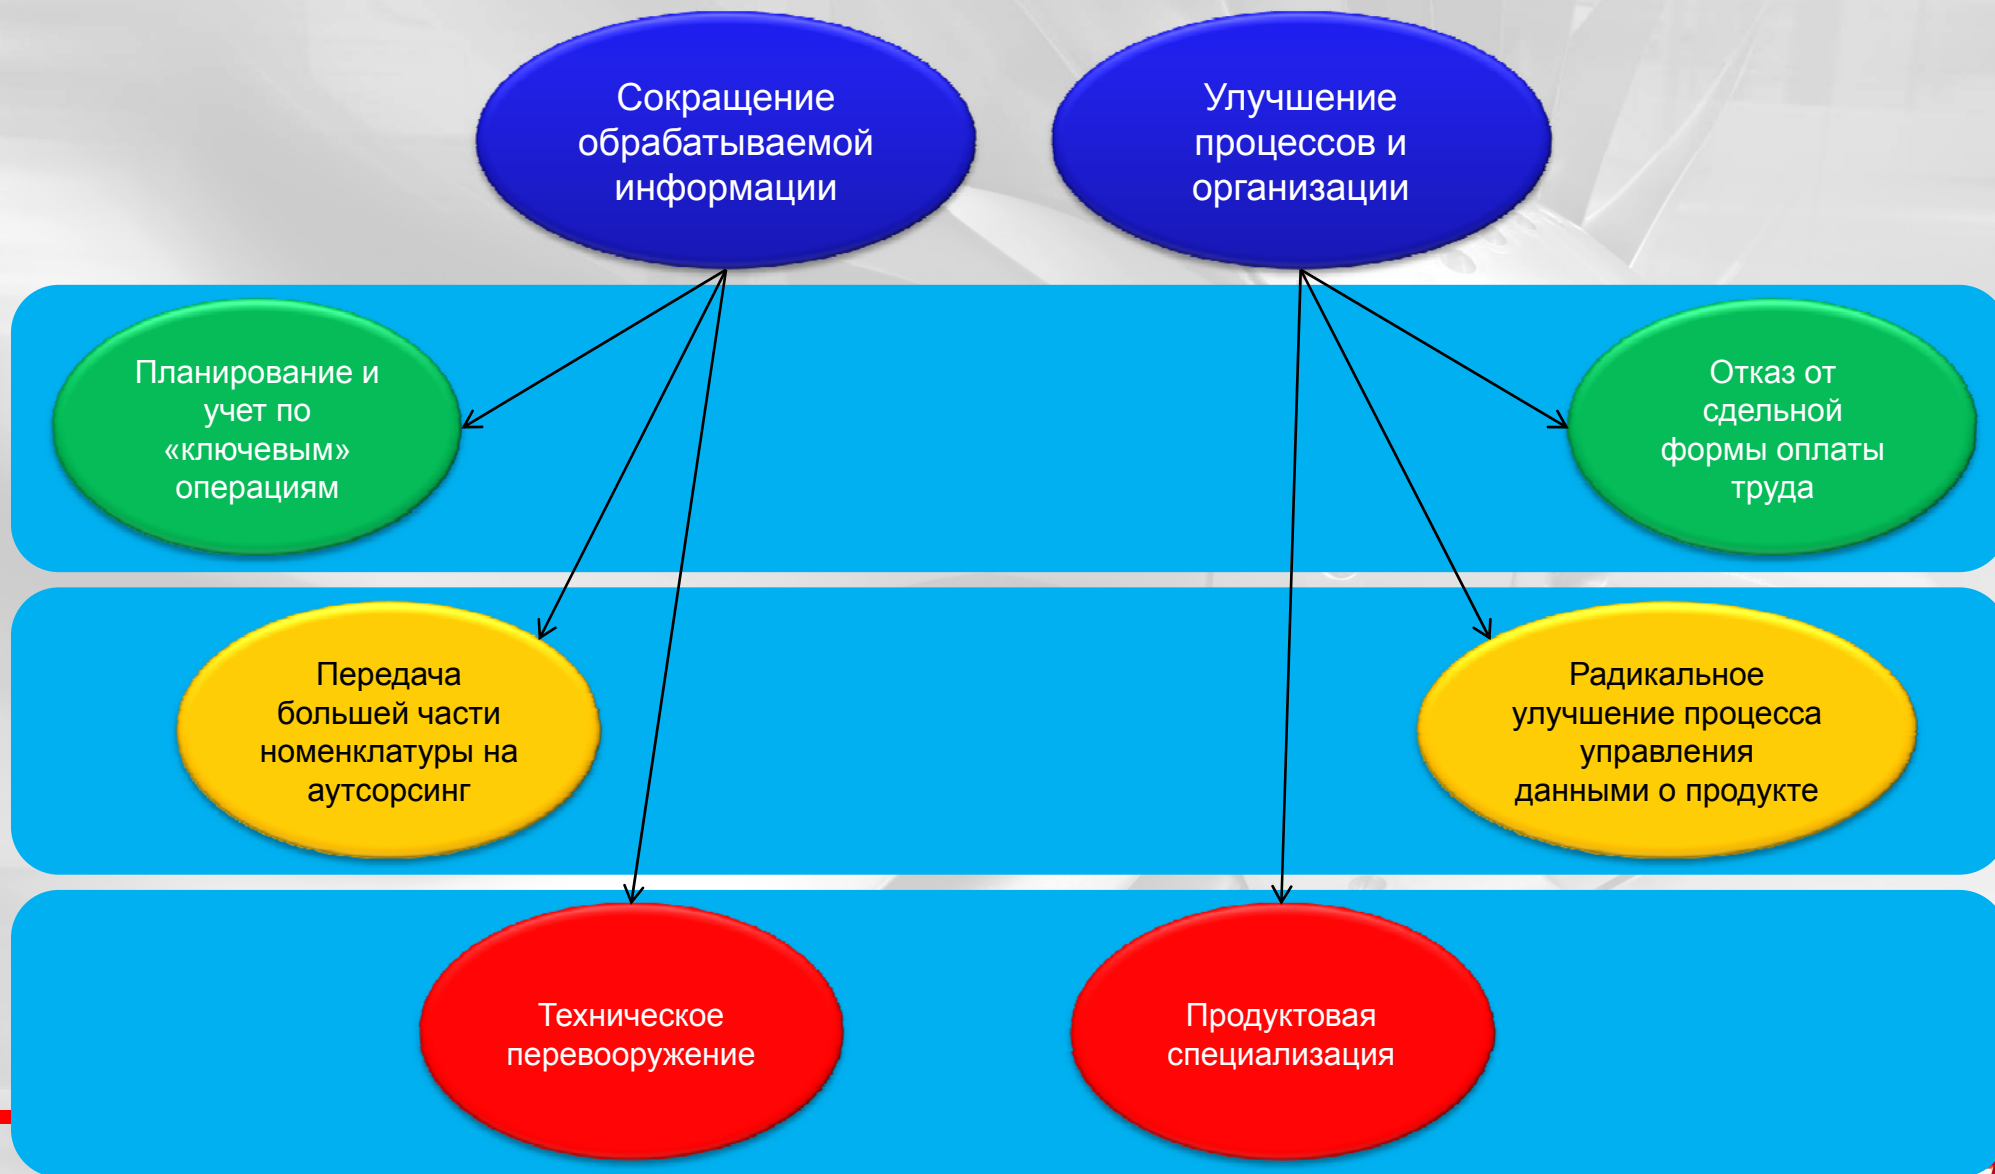 Сокращение
обрабатываемой
информации
Улучшение
процессов и
организации
Планирование и
учет по
«ключевым»
операциям
Отказ от
сдельной
формы оплаты
труда
Передача
большей части
номенклатуры на
аутсорсинг
Радикальное
улучшение процесса
управления
данными о продукте
Техническое
перевооружение
Продуктовая
специализация